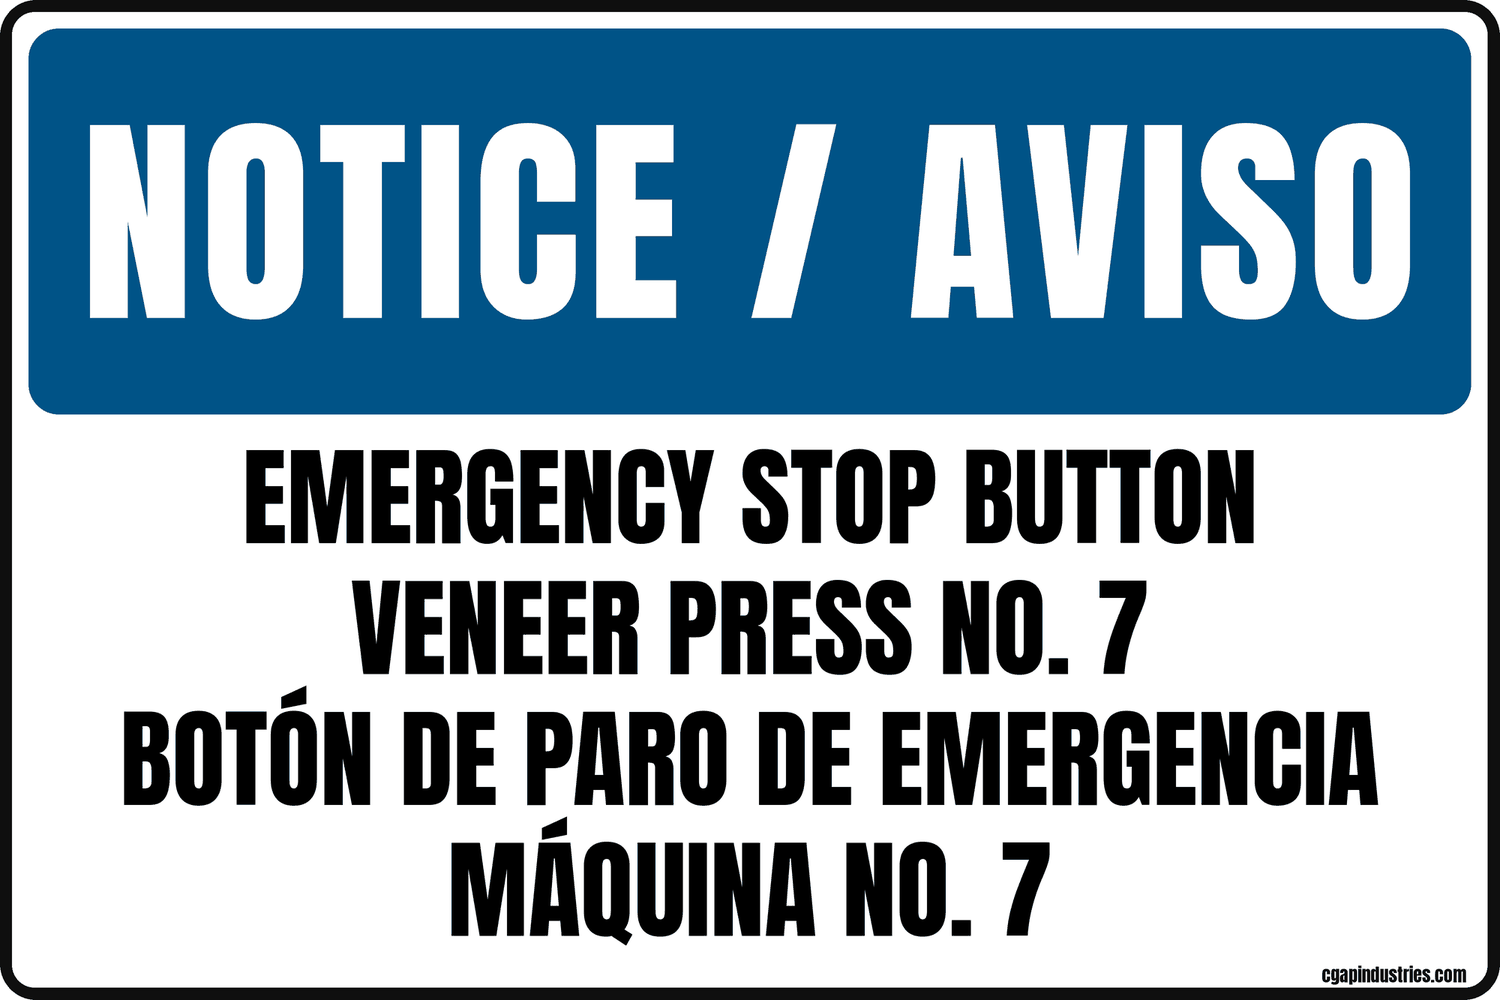 NOTICE / AVISO
EMERGENCY STOP BUTTON
VENEER PRESS NO. 7
BOTÓN DE PARO DE EMERGENCIA
MÁQUINA NO. 7
cgapindustries.com